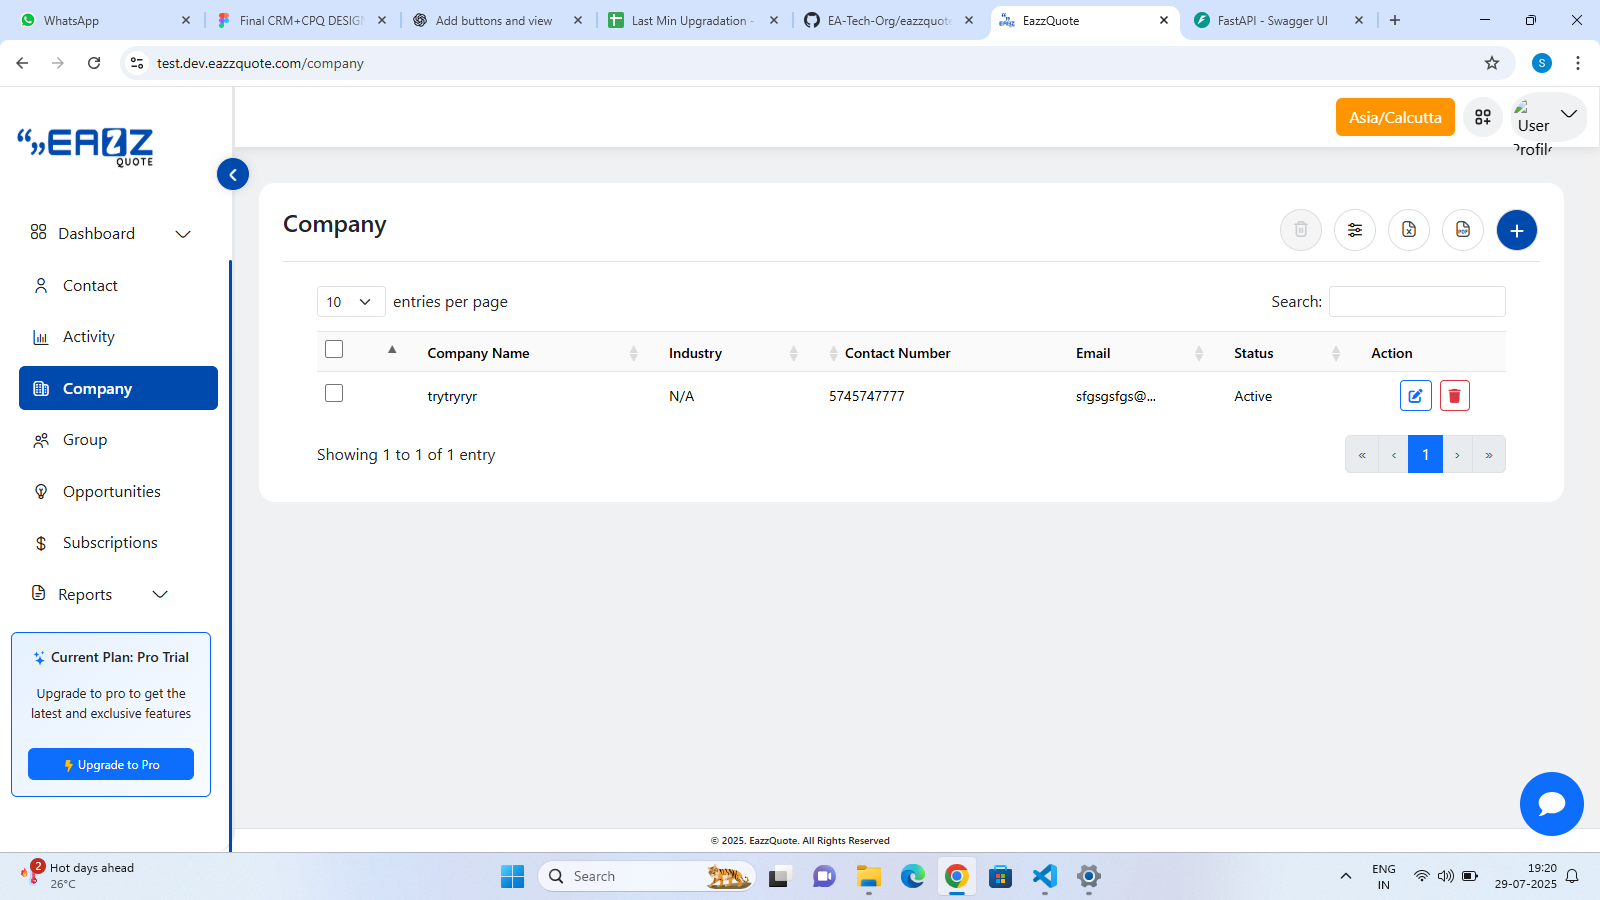 WhatsApp
Final CRM+CPQ DESIGN
Add buttons and view
Last Min Upgradation -
EA-Tech-Org/eazzquote
EazzQuote
FastAPI - Swagger UI
test.dev.eazzquote.com/company
S
EAZZ
QUOTE
Asia/Calcutta
User
Profile
Dashboard
Contact
Activity
Company
Group
Opportunities
Subscriptions
Reports
Current Plan: Pro Trial
Upgrade to pro to get the
latest and exclusive features
Upgrade to Pro
Company
10 entries per page
Search:
Company Name Industry Contact Number Email Status Action
trytryryr N/A 5745747777 sfgsgsfgs@... Active
Showing 1 to 1 of 1 entry
« ‹ 1 › »
© 2025. EazzQuote. All Rights Reserved
2
Hot days ahead
26°C
Search
ENG
IN
19:20
29-07-2025